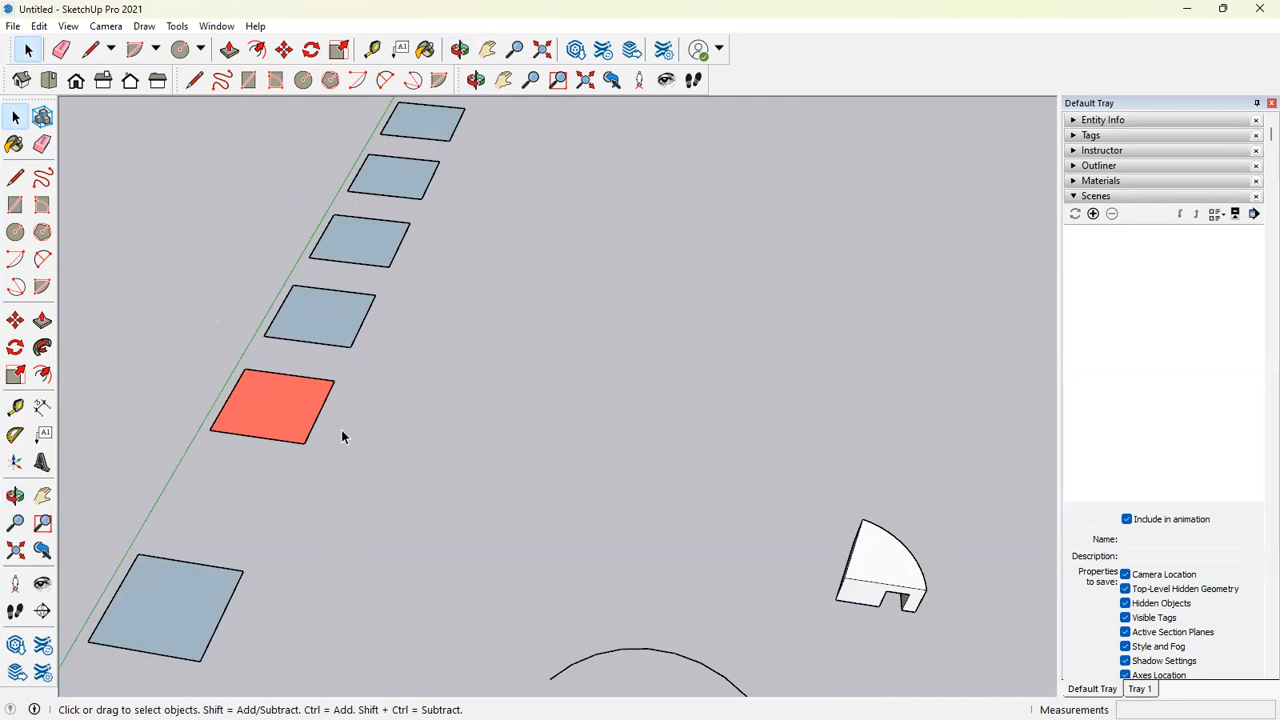 Untitled - SketchUp Pro 2021
File Edit View Camera Draw Tools Window Help
A1
Default Tray
Entity Info
Tags
Instructor
Outliner
Materials
Scenes
A1
Include in animation
Name:
Description:
Properties to save:
Camera Location
Top-Level Hidden Geometry
Hidden Objects
Visible Tags
Active Section Planes
Style and Fog
Shadow Settings
Axes Location
Default Tray Tray 1
Click or drag to select objects. Shift = Add/Subtract. Ctrl = Add. Shift + Ctrl = Subtract.
Measurements